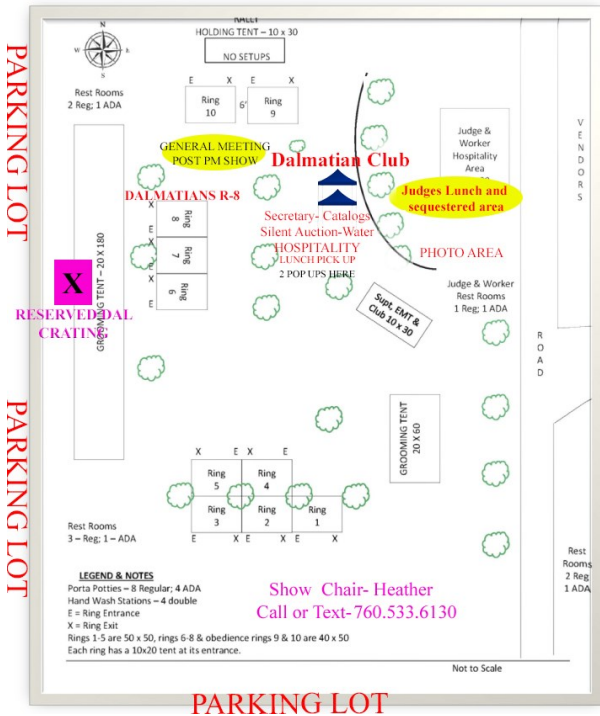 RALLY
HOLDING TENT – 10 x 30
NO SETUPS
N
W
E
S
Rest Rooms
2 Reg; 1 ADA
E X E X
Ring
10
6'
Ring
9
PARKING LOT
GENERAL MEETING
POST PM SHOW
Dalmatian Club
Judge &
Worker
Hospitality
Area
VENDORS
Judges Lunch and
sequestered area
DALMATIANS R-8
X
Ring
8
E
X
Ring
7
E
X
Ring
6
E
Secretary- Catalogs
Silent Auction-Water
HOSPITALITY
LUNCH PICK UP
2 POP UPS HERE
PHOTO AREA
X
RESERVED DAL
CRATING
GROOMING TENT – 20 X 180
Judge & Worker
Rest Rooms
1 Reg; 1 ADA
Supt, EMT &
Club 10 x 30
ROAD
PARKING LOT
GROOMING TENT
20 X 60
X E X E
Ring
5
Ring
4
Ring
3
Ring
2
Ring
1
E X E X E X
Rest Rooms
3 – Reg; 1 – ADA
Rest
Rooms
2 Reg
1 ADA
LEGEND & NOTES
Porta Potties – 8 Regular; 4 ADA
Hand Wash Stations – 4 double
E = Ring Entrance
X = Ring Exit
Rings 1-5 are 50 x 50, rings 6-8 & obedience rings 9 & 10 are 40 x 50
Each ring has a 10x20 tent at its entrance.
Show Chair- Heather
Call or Text-760.533.6130
Not to Scale
PARKING LOT